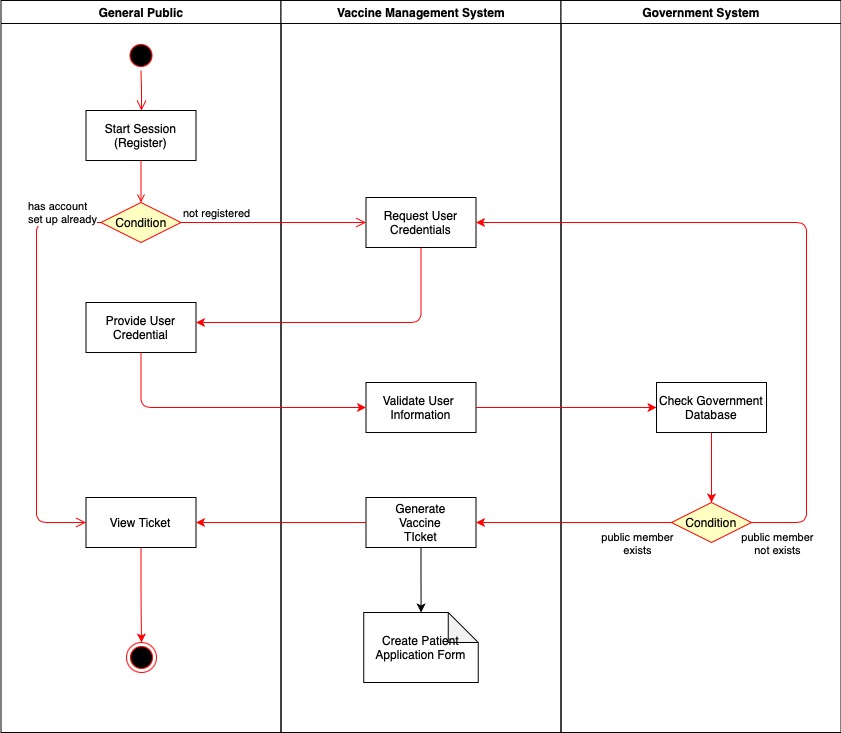 General Public
Vaccine Management System
Government System
Start Session
(Register)
has account
set up already
Condition
not registered
Request User
Credentials
Provide User
Credential
Validate User
Information
Check Government
Database
View Ticket
Generate
Vaccine
TIcket
Condition
public member
exists
public member
not exists
Create Patient
Application Form